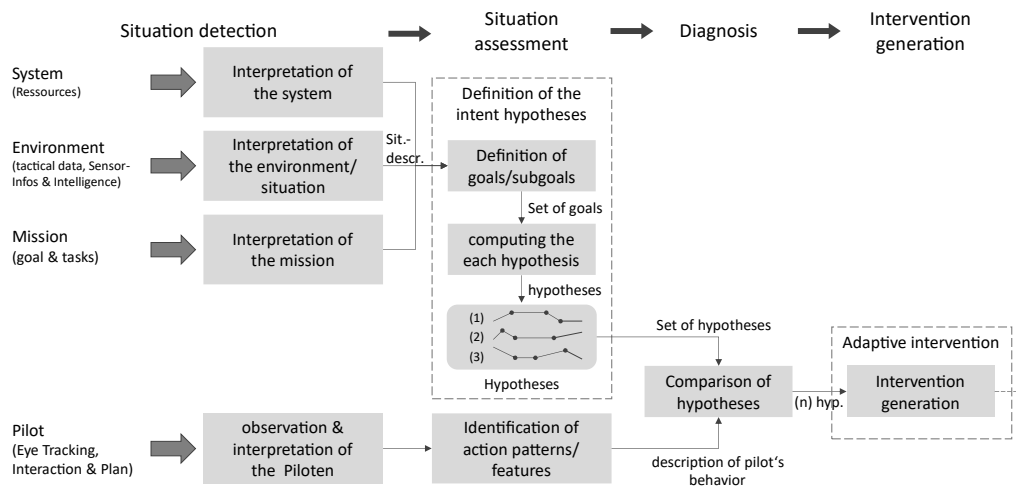 Situation detection
Situation
assessment
Diagnosis
Intervention
generation
System
(Ressources)
Interpretation of
the system
Environment
(tactical data, Sensor-
Infos & Intelligence)
Interpretation of
the environment/
situation
Mission
(goal & tasks)
Interpretation of
the mission
Sit.-
descr.
Definition of the
intent hypotheses
Definition of
goals/subgoals
Set of goals
computing the
each hypothesis
hypotheses
(1)
(2)
(3)
Hypotheses
Set of hypotheses
Comparison of
hypotheses
(n) hyp.
Adaptive intervention
Intervention
generation
Pilot
(Eye Tracking,
Interaction & Plan)
observation &
interpretation of
the Piloten
Identification of
action patterns/
features
description of pilot‘s
behavior